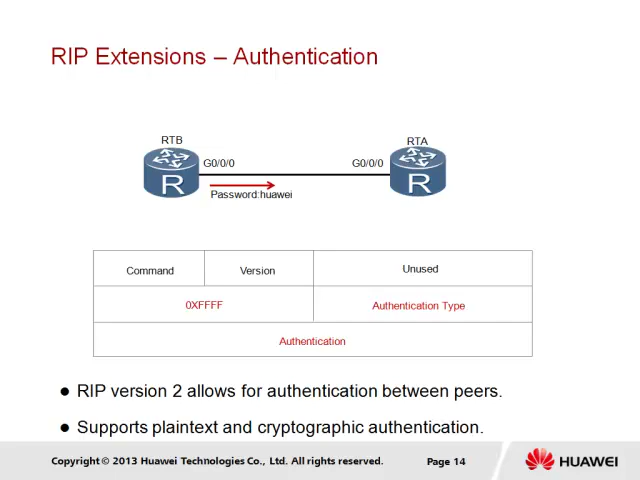 RIP Extensions – Authentication
RTB
RTA
G0/0/0
G0/0/0
R
R
Password:huawei
Command
Version
Unused
0XFFFF
Authentication Type
Authentication
● RIP version 2 allows for authentication between peers.
● Supports plaintext and cryptographic authentication.
Copyright © 2013 Huawei Technologies Co., Ltd. All rights reserved.
Page 14
HUAWEI